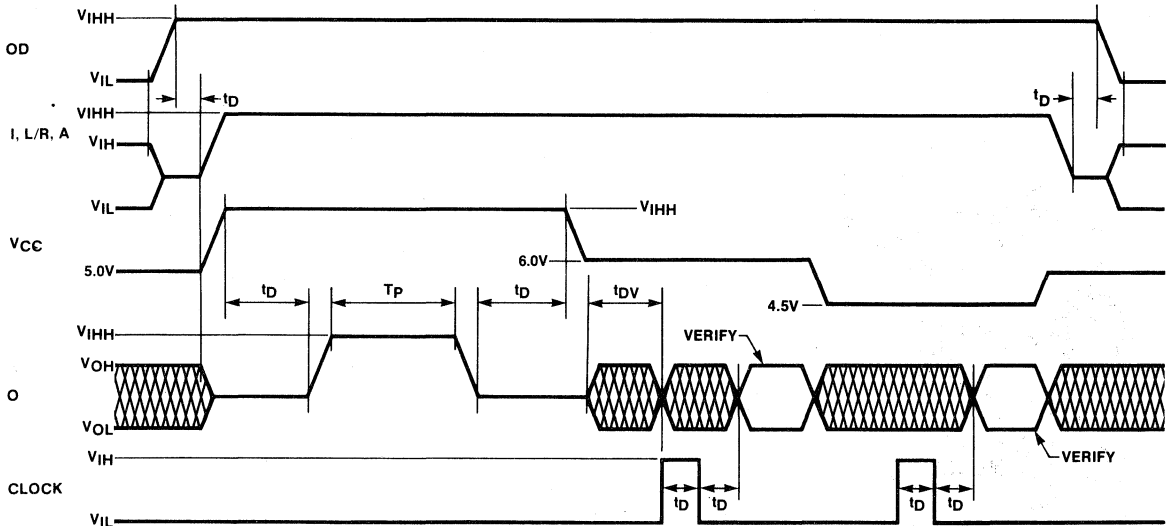 VIHH
OD
VIL
tD
tD
VIHH
I, L/R, A
VIH
VIL
VIHH
VCC
6.0V
5.0V
4.5V
tD
TP
tD
tDV
VIHH
VERIFY
VOH
O
VOL
VERIFY
VIH
CLOCK
tD
tD
tD
tD
VIL